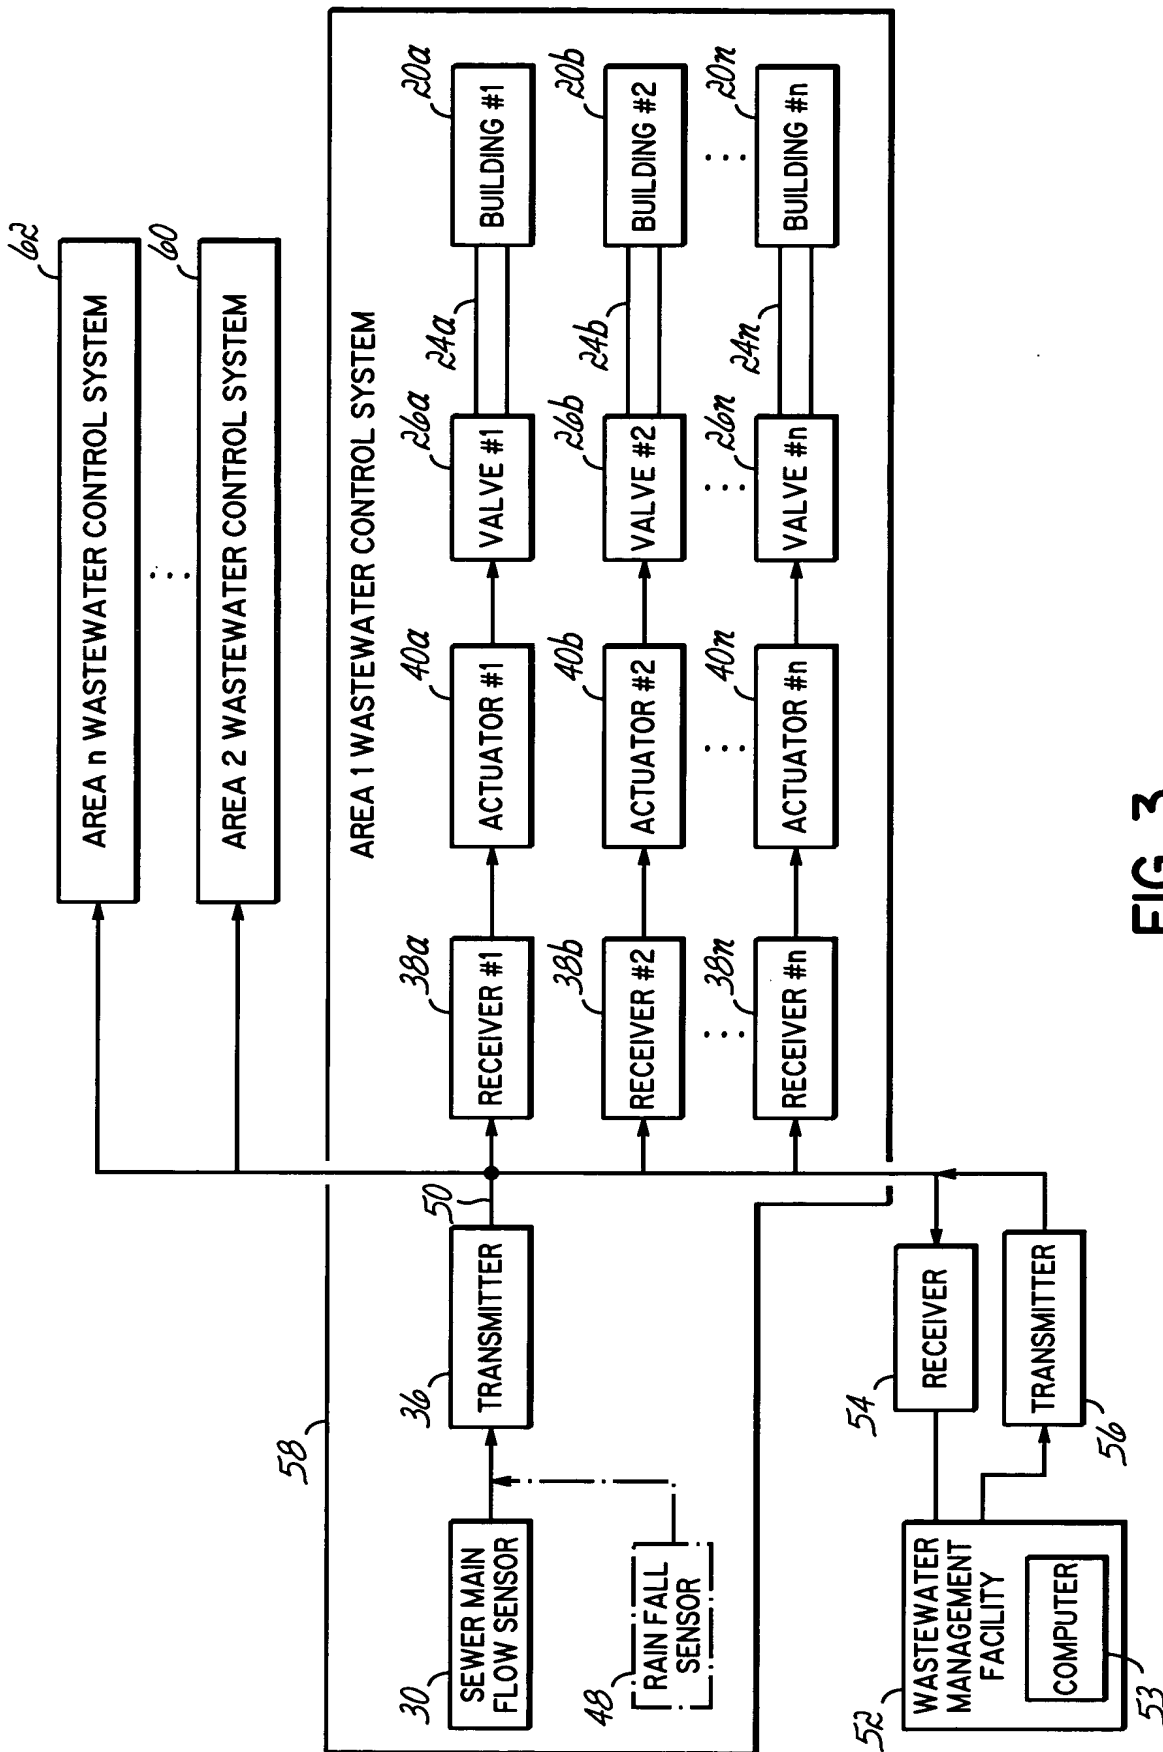 62
AREA n WASTEWATER CONTROL SYSTEM
60
AREA 2 WASTEWATER CONTROL SYSTEM
58
AREA 1 WASTEWATER CONTROL SYSTEM
30
SEWER MAIN
FLOW SENSOR
36
TRANSMITTER
50
38a
RECEIVER #1
40a
ACTUATOR #1
26a
VALVE #1
24a
20a
BUILDING #1
38b
RECEIVER #2
40b
ACTUATOR #2
26b
VALVE #2
24b
20b
BUILDING #2
48
RAIN FALL
SENSOR
38n
RECEIVER #n
40n
ACTUATOR #n
26n
VALVE #n
24n
20n
BUILDING #n
52
WASTEWATER
MANAGEMENT
FACILITY
COMPUTER
53
54
RECEIVER
TRANSMITTER
56
FIG. 3